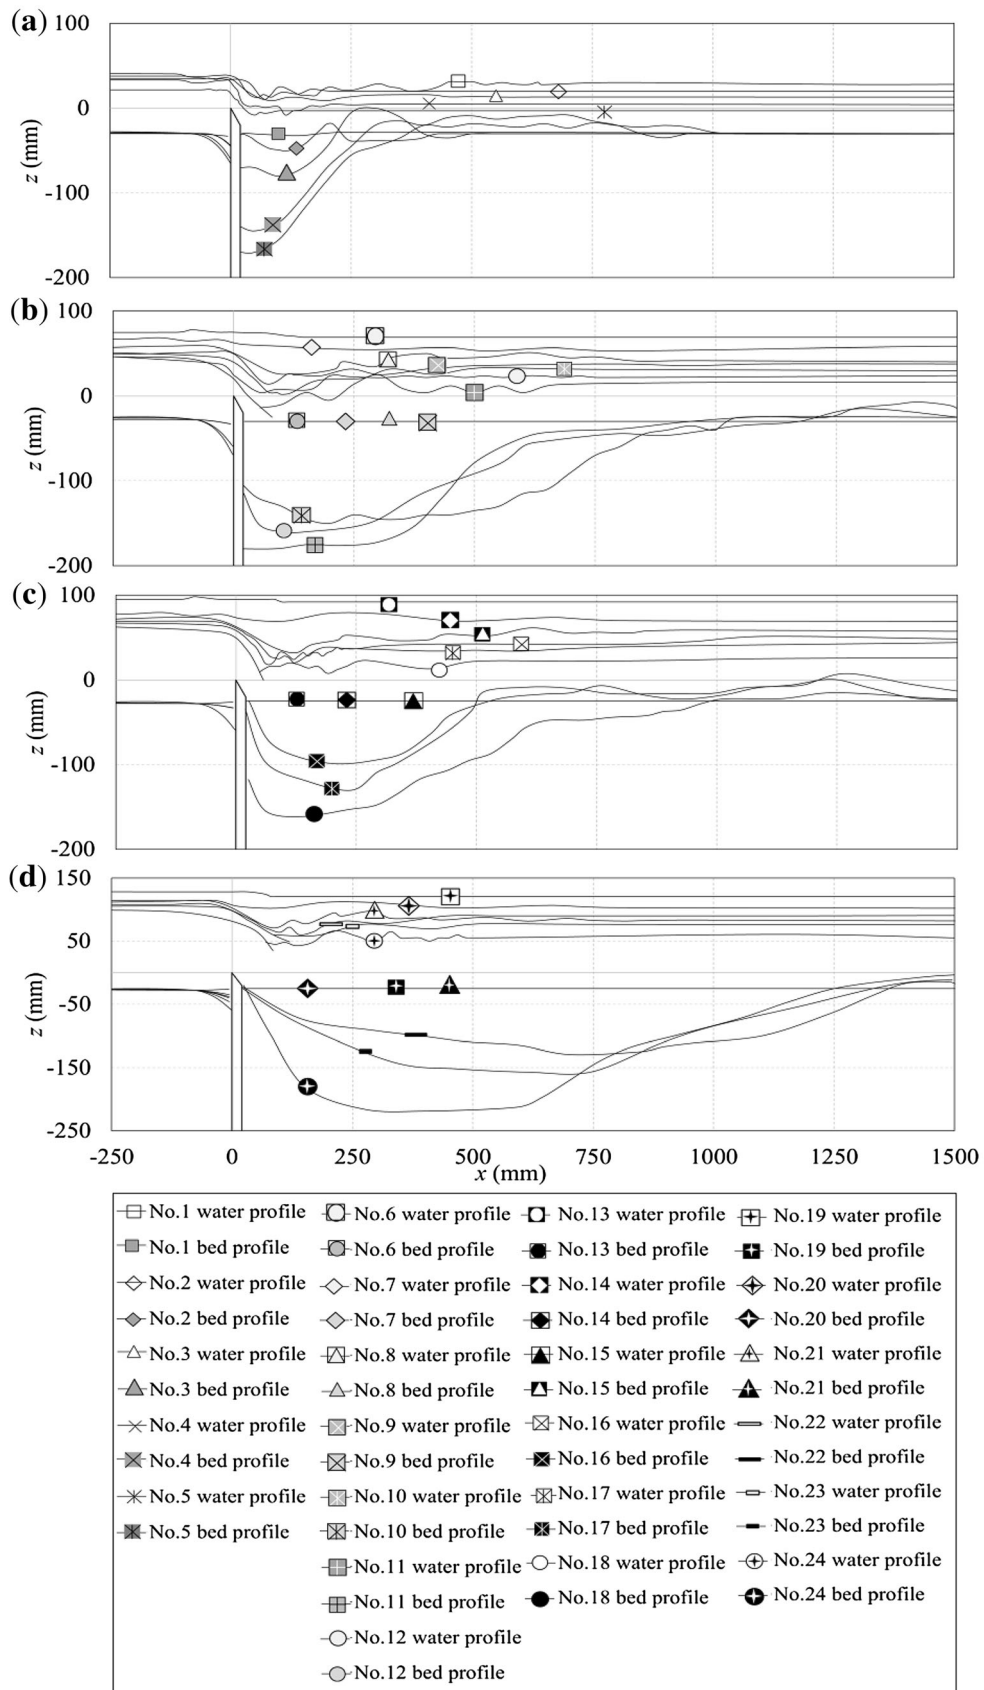 (a)
100
0
-100
-200
z (mm)
(b)
100
0
-100
-200
z (mm)
(c)
100
0
-100
-200
z (mm)
(d)
150
50
-50
-150
-250
z (mm)
-250 0 250 500 750 1000 1250 1500
x (mm)
No.1 water profile
No.1 bed profile
No.2 water profile
No.2 bed profile
No.3 water profile
No.3 bed profile
No.4 water profile
No.4 bed profile
No.5 water profile
No.5 bed profile
No.6 water profile
No.6 bed profile
No.7 water profile
No.7 bed profile
No.8 water profile
No.8 bed profile
No.9 water profile
No.9 bed profile
No.10 water profile
No.10 bed profile
No.11 water profile
No.11 bed profile
No.12 water profile
No.12 bed profile
No.13 water profile
No.13 bed profile
No.14 water profile
No.14 bed profile
No.15 water profile
No.15 bed profile
No.16 water profile
No.16 bed profile
No.17 water profile
No.17 bed profile
No.18 water profile
No.18 bed profile
No.19 water profile
No.19 bed profile
No.20 water profile
No.20 bed profile
No.21 water profile
No.21 bed profile
No.22 water profile
No.22 bed profile
No.23 water profile
No.23 bed profile
No.24 water profile
No.24 bed profile